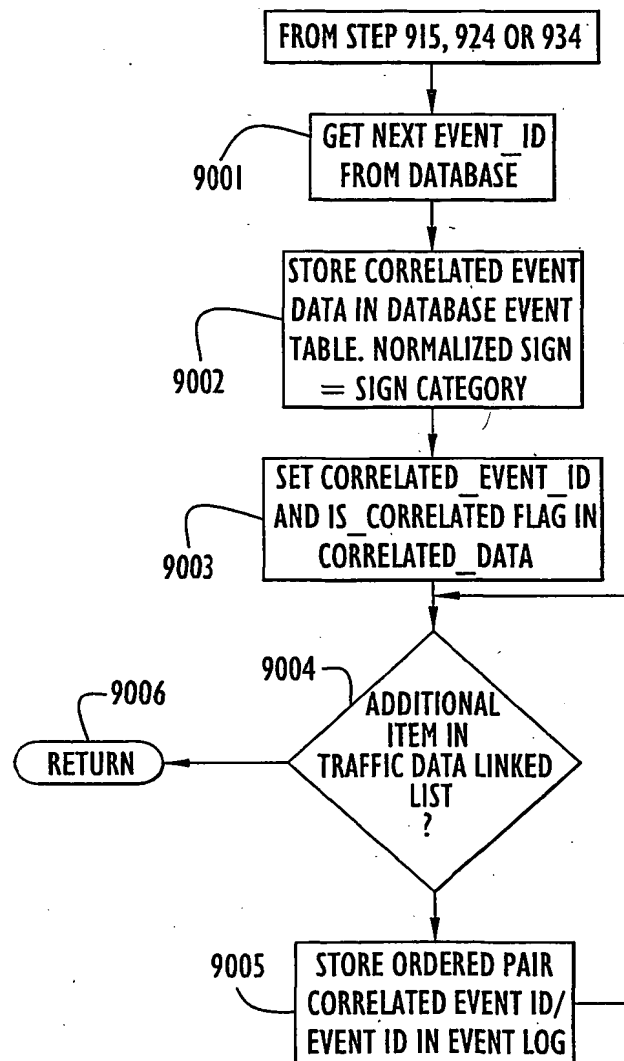 FROM STEP 915, 924 OR 934
GET NEXT EVENT_ID
FROM DATABASE
9001
STORE CORRELATED EVENT
DATA IN DATABASE EVENT
TABLE. NORMALIZED SIGN
= SIGN CATEGORY
9002
SET CORRELATED_EVENT_ID
AND IS_CORRELATED FLAG IN
CORRELATED_DATA
9003
9004
ADDITIONAL
ITEM IN
TRAFFIC DATA LINKED
LIST
?
9006
RETURN
9005
STORE ORDERED PAIR
CORRELATED EVENT ID/
EVENT ID IN EVENT LOG